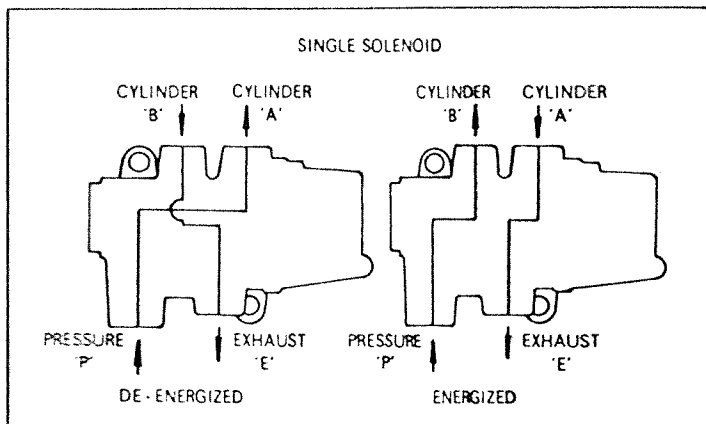 SINGLE SOLENOID
CYLINDER 'B'
CYLINDER 'A'
CYLINDER 'B'
CYLINDER 'A'
PRESSURE 'P'
EXHAUST 'E'
PRESSURE 'P'
EXHAUST 'E'
DE - ENERGIZED
ENERGIZED